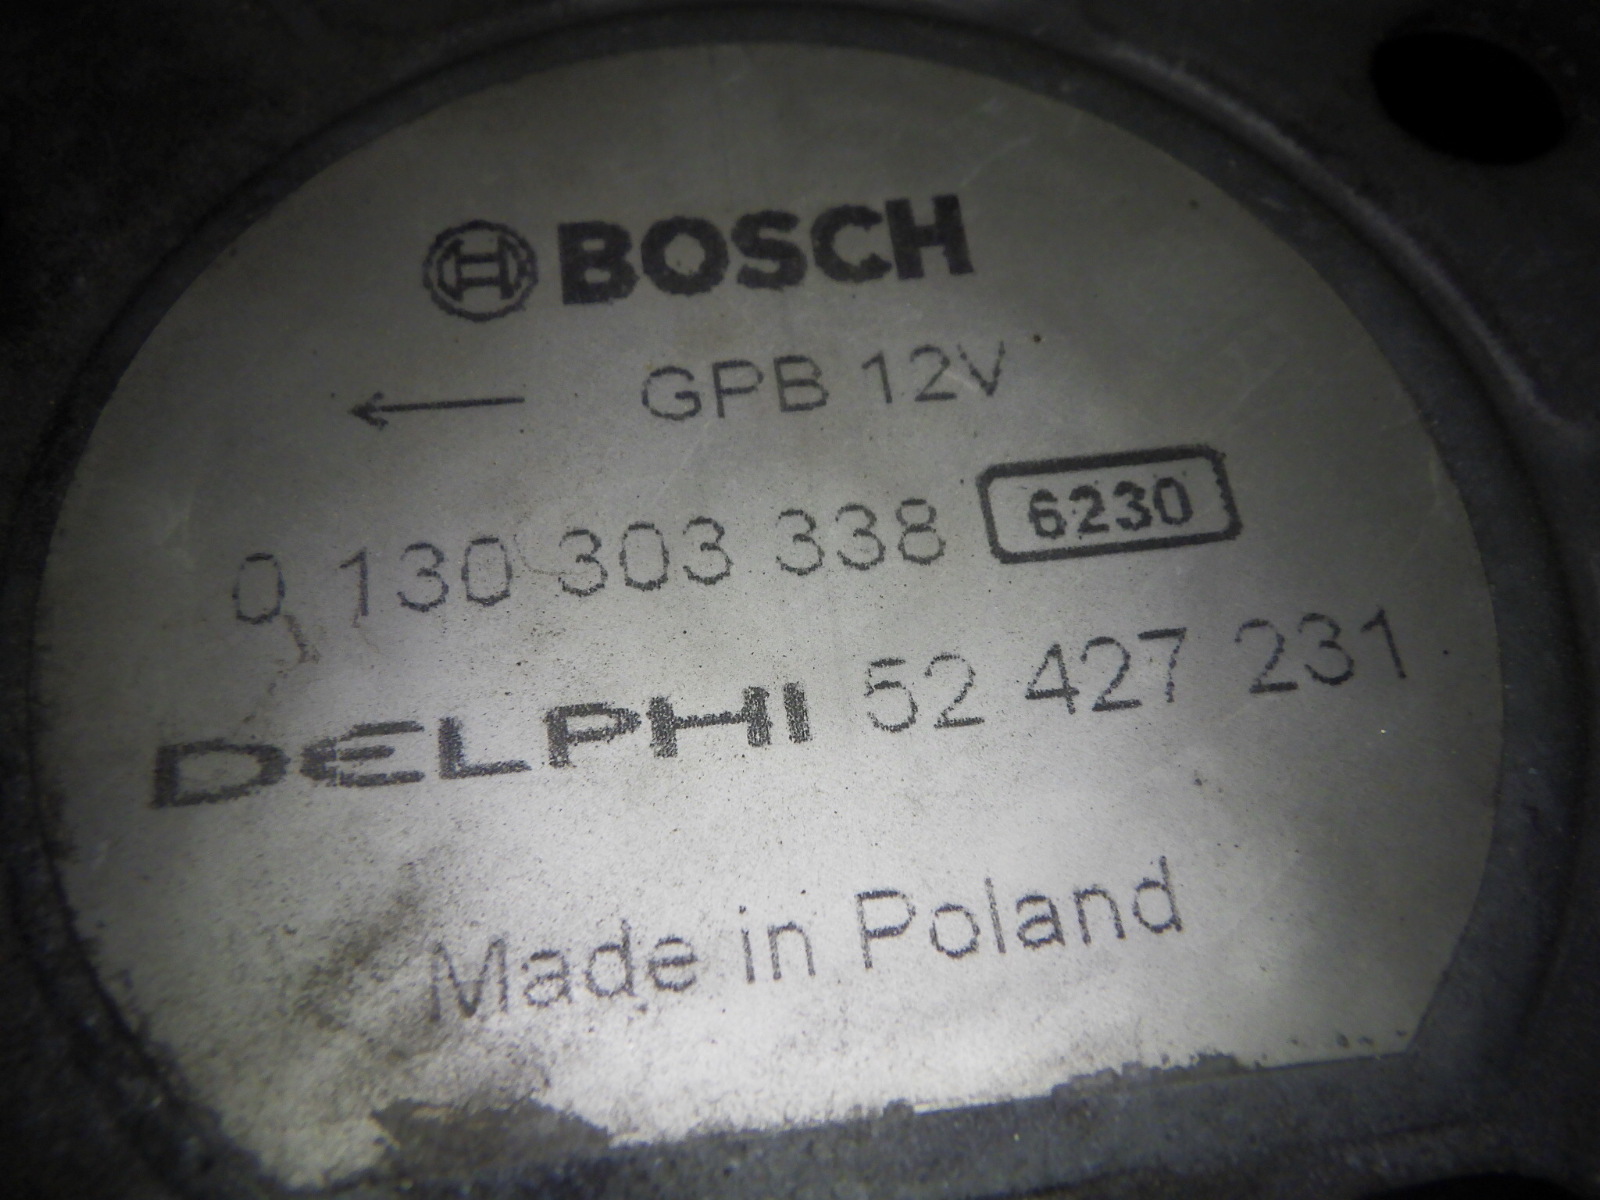 BOSCH
← GPB 12V
0 130 303 338 6230
DELPHI 52 427 231
Made in Poland